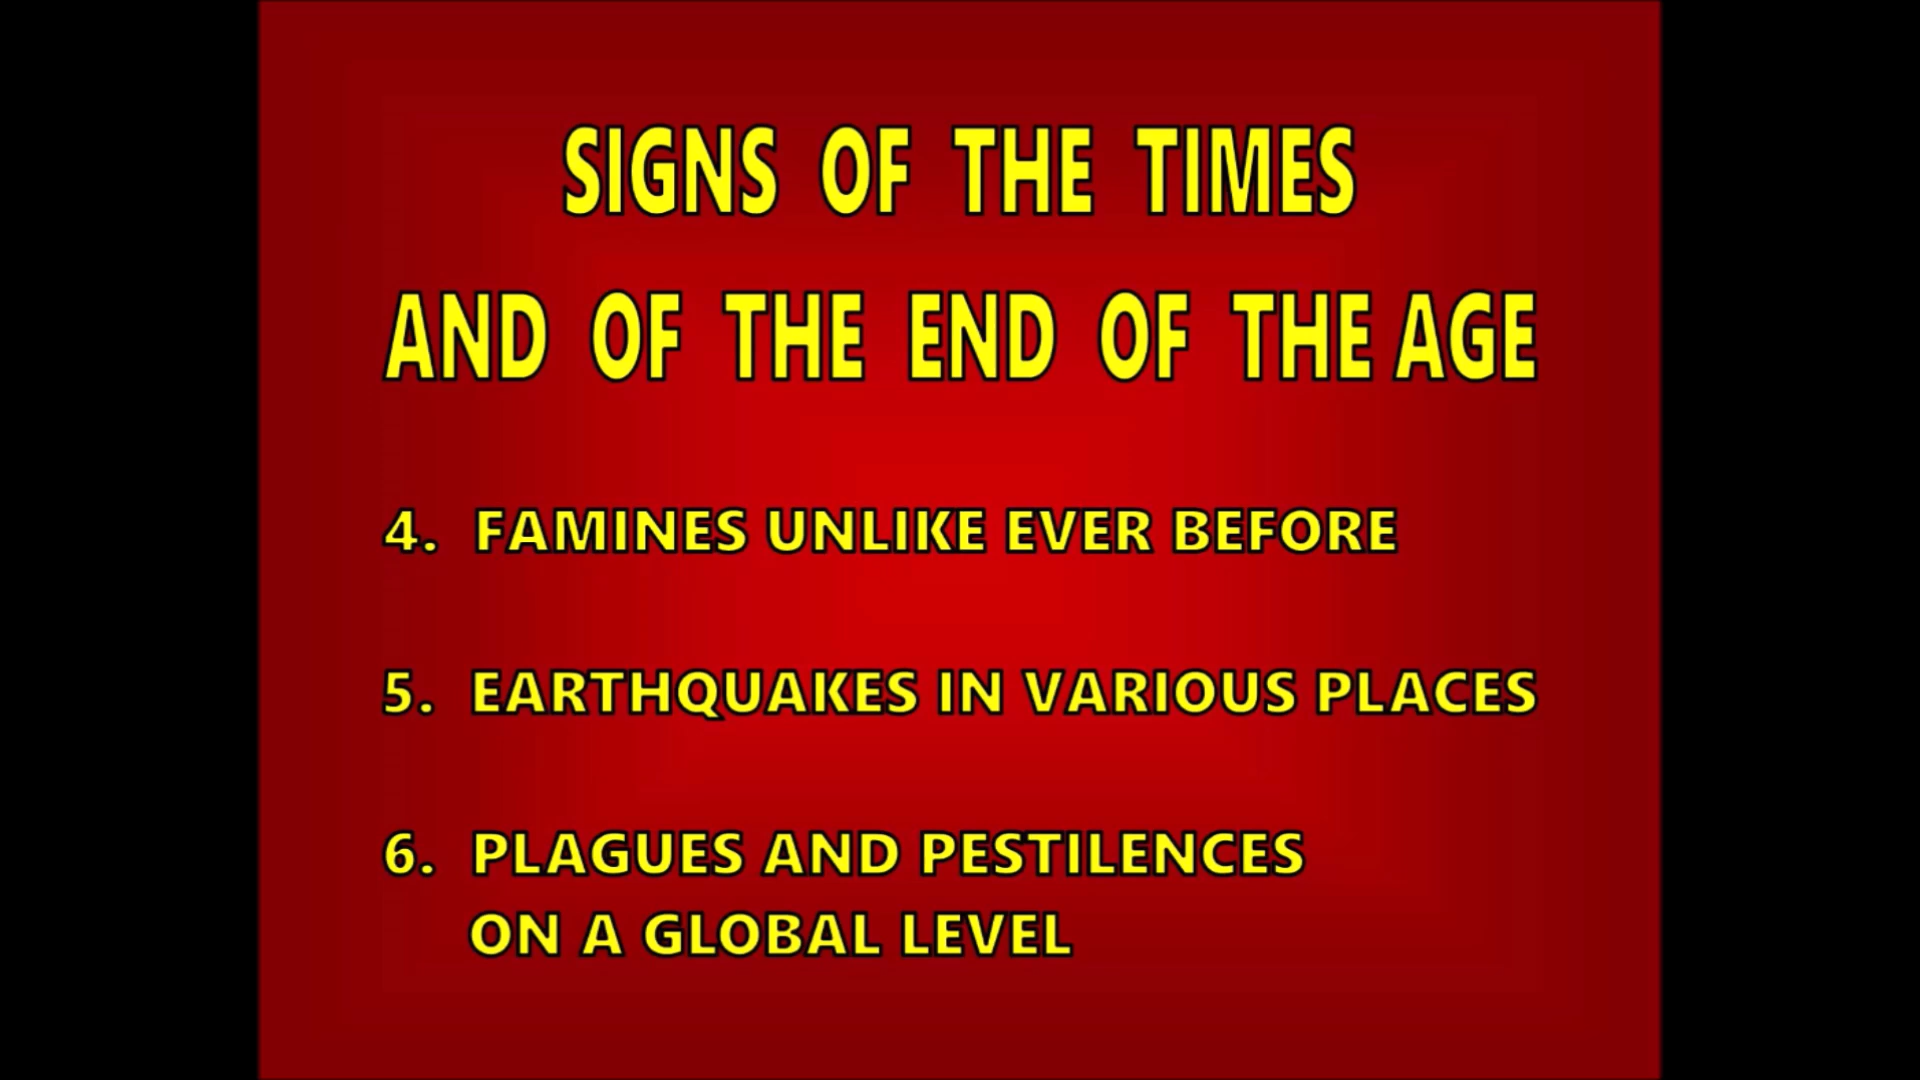 SIGNS OF THE TIMES
AND OF THE END OF THE AGE
4. FAMINES UNLIKE EVER BEFORE
5. EARTHQUAKES IN VARIOUS PLACES
6. PLAGUES AND PESTILENCES
ON A GLOBAL LEVEL